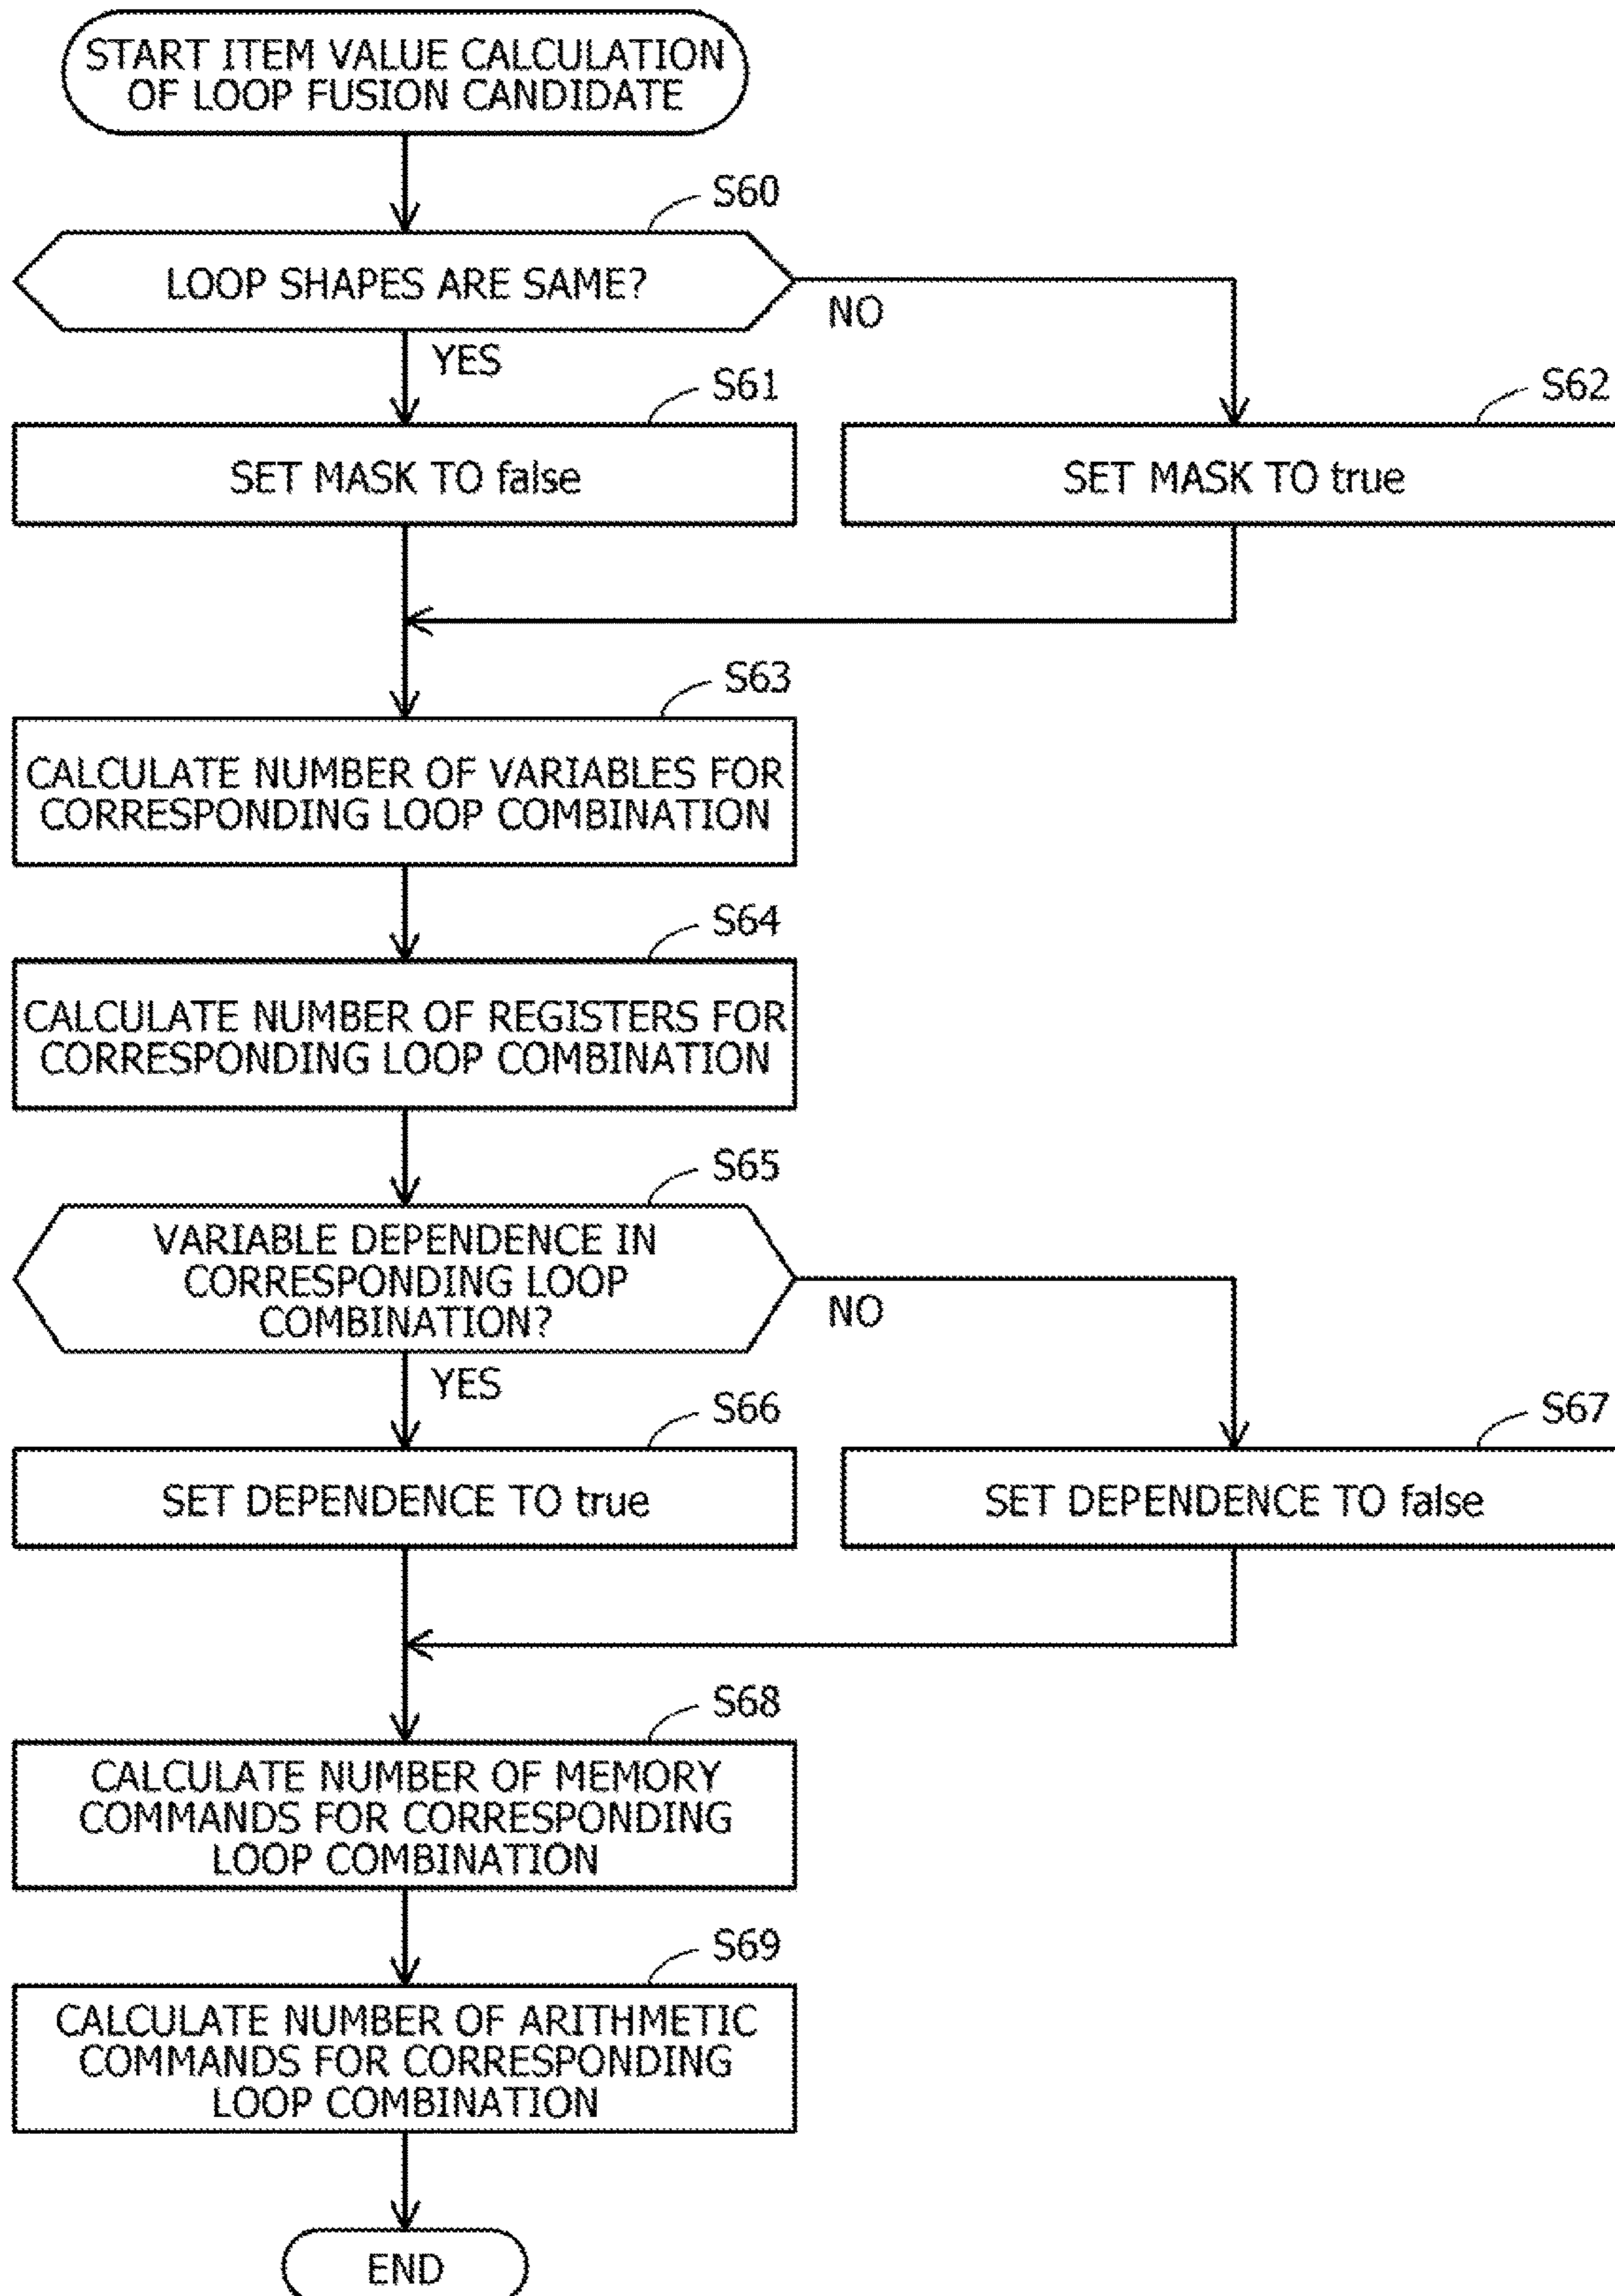 START ITEM VALUE CALCULATION
OF LOOP FUSION CANDIDATE
S60
LOOP SHAPES ARE SAME?
NO
YES
S61
S62
SET MASK TO false
SET MASK TO true
S63
CALCULATE NUMBER OF VARIABLES FOR
CORRESPONDING LOOP COMBINATION
S64
CALCULATE NUMBER OF REGISTERS FOR
CORRESPONDING LOOP COMBINATION
S65
VARIABLE DEPENDENCE IN
CORRESPONDING LOOP
COMBINATION?
NO
YES
S66
S67
SET DEPENDENCE TO true
SET DEPENDENCE TO false
S68
CALCULATE NUMBER OF MEMORY
COMMANDS FOR CORRESPONDING
LOOP COMBINATION
S69
CALCULATE NUMBER OF ARITHMETIC
COMMANDS FOR CORRESPONDING
LOOP COMBINATION
END